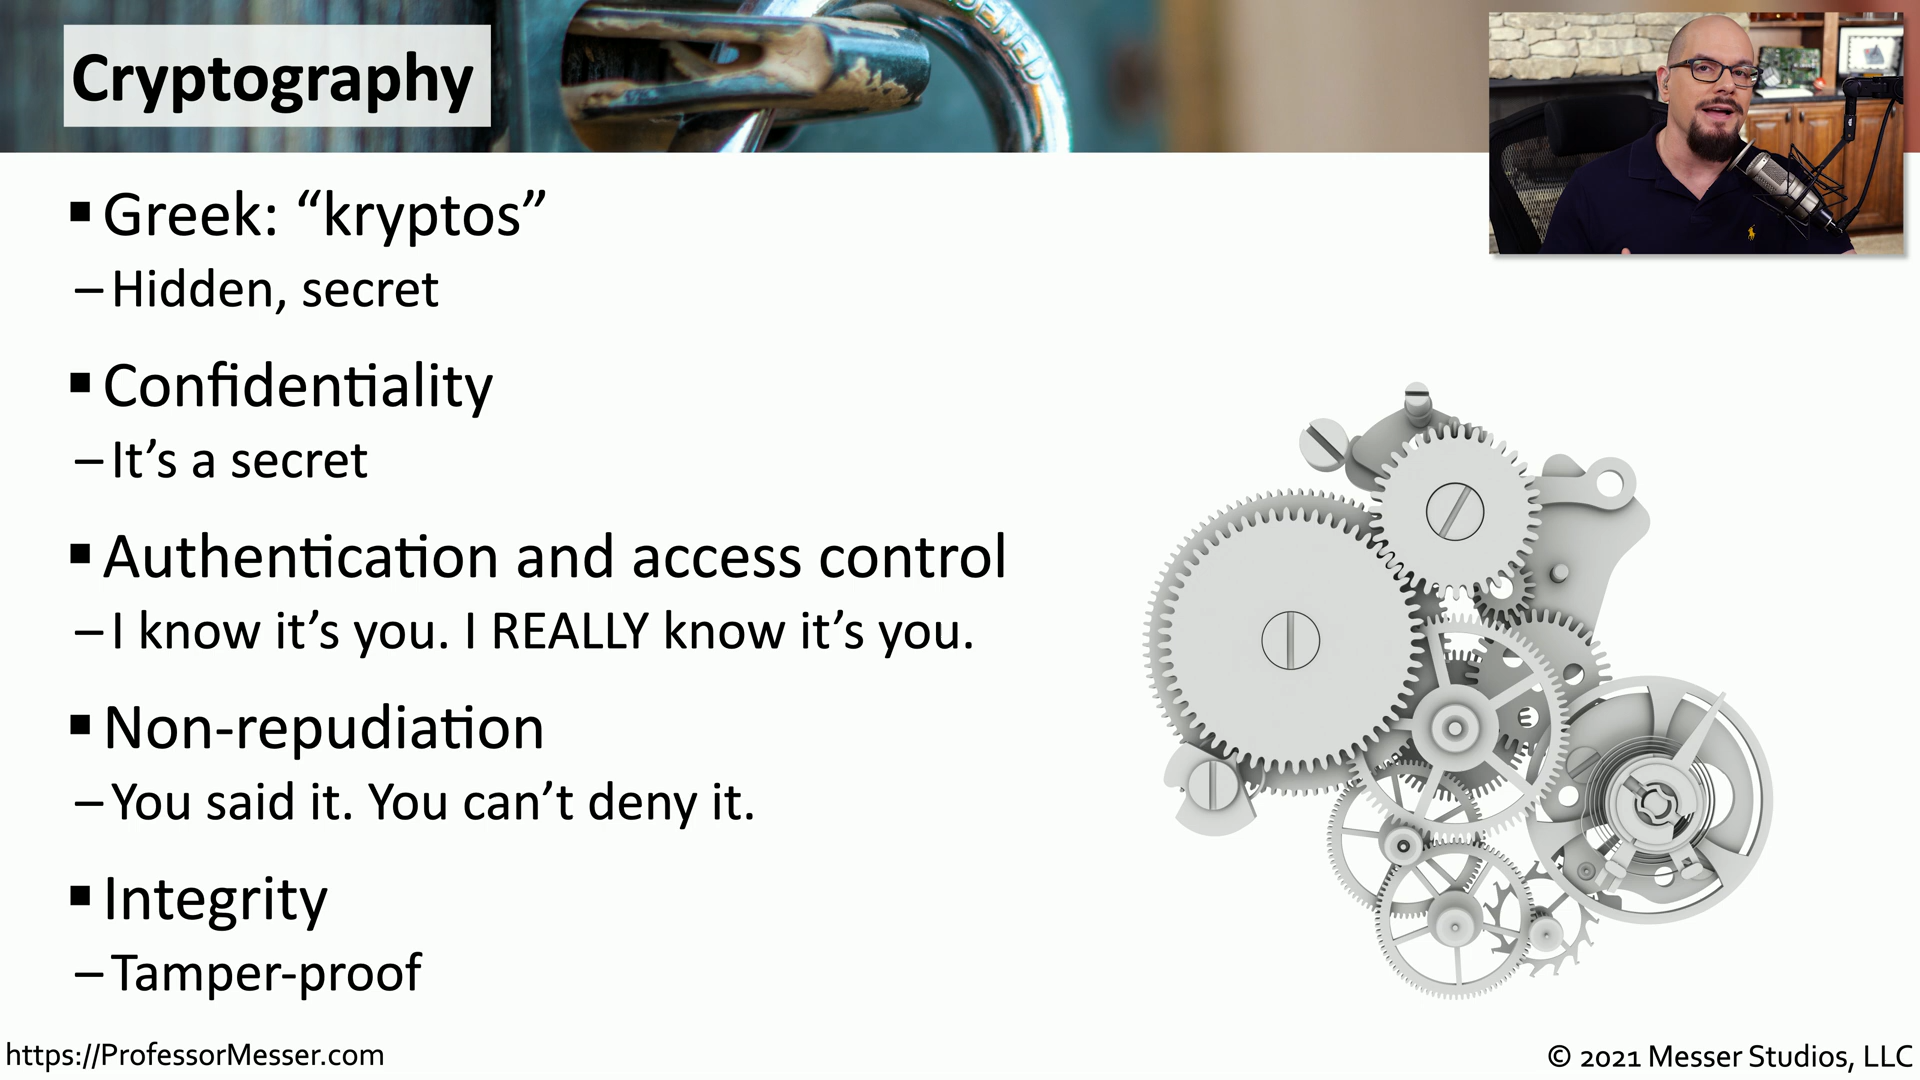 Cryptography
Greek: “kryptos”
–Hidden, secret
Confidentiality
–It’s a secret
Authentication and access control
–I know it’s you. I REALLY know it’s you.
Non-repudiation
–You said it. You can’t deny it.
Integrity
–Tamper-proof
https://ProfessorMesser.com
© 2021 Messer Studios, LLC